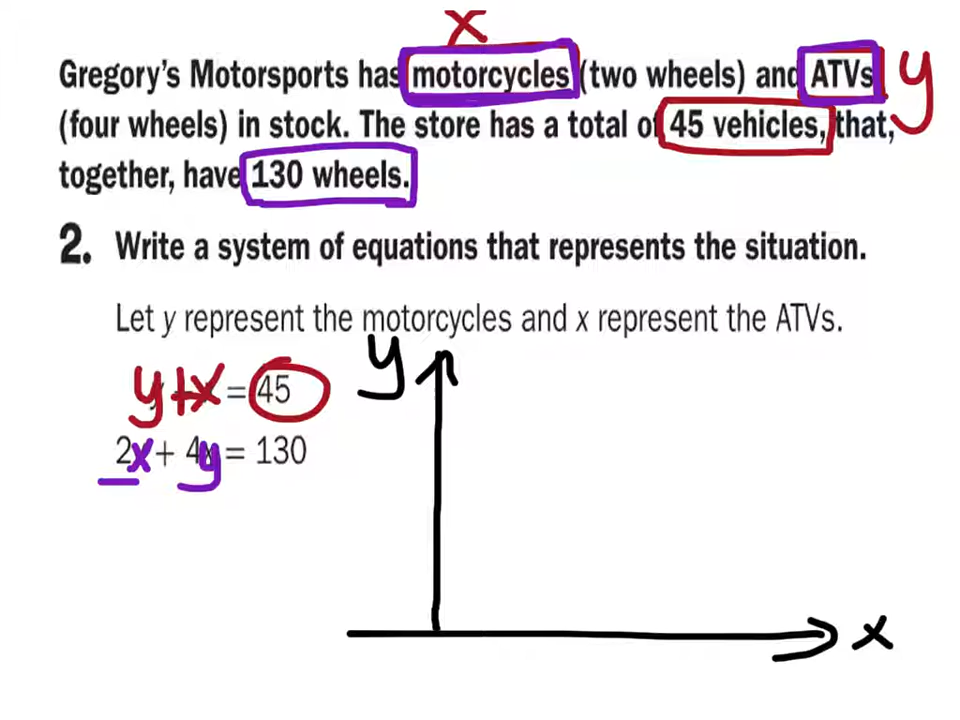 x
Gregory's Motorsports has motorcycles (two wheels) and ATVs y
(four wheels) in stock. The store has a total of 45 vehicles, that,
together, have 130 wheels.
2. Write a system of equations that represents the situation.
Let y represent the motorcycles and x represent the ATVs.
y
y+x = 45
2x + 4y = 130
x